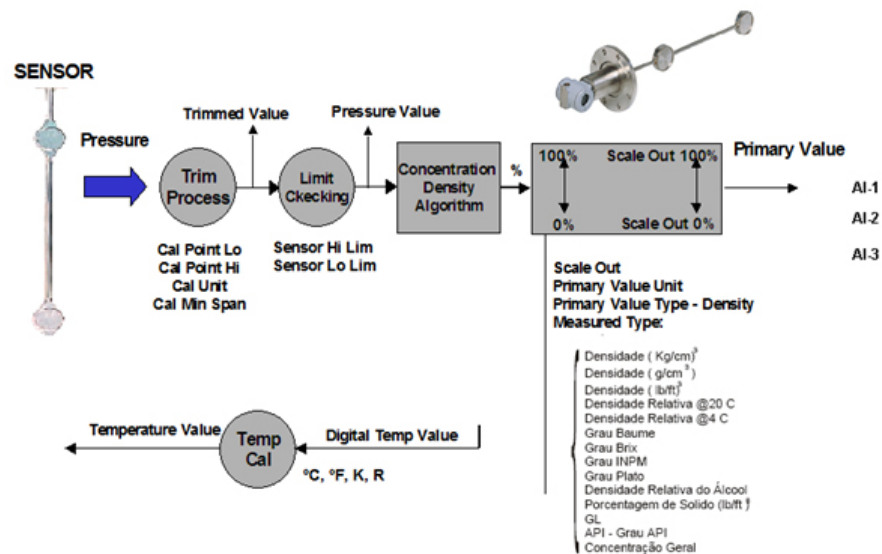 SENSOR
Pressure
Trimmed Value
Pressure Value
Trim
Process
Limit
Ckecking
Concentration
Density
Algorithm
%
100%
Scale Out 100%
0%
Scale Out 0%
Primary Value
AI-1
AI-2
AI-3
Cal Point Lo
Cal Point Hi
Cal Unit
Cal Min Span
Sensor Hi Lim
Sensor Lo Lim
Scale Out
Primary Value Unit
Primary Value Type - Density
Measured Type:
Densidade ( Kg/cm)³
Densidade ( g/cm ³ )
Densidade ( lb/ft)³
Densidade Relativa @20 C
Densidade Relativa @4 C
Grau Baume
Grau Brix
Grau INPM
Grau Plato
Densidade Relativa do Álcool
Porcentagem de Solido (lb/ft )
GL
API - Grau API
Concentração Geral
Temperature Value
Temp
Cal
Digital Temp Value
ºC, ºF, K, R